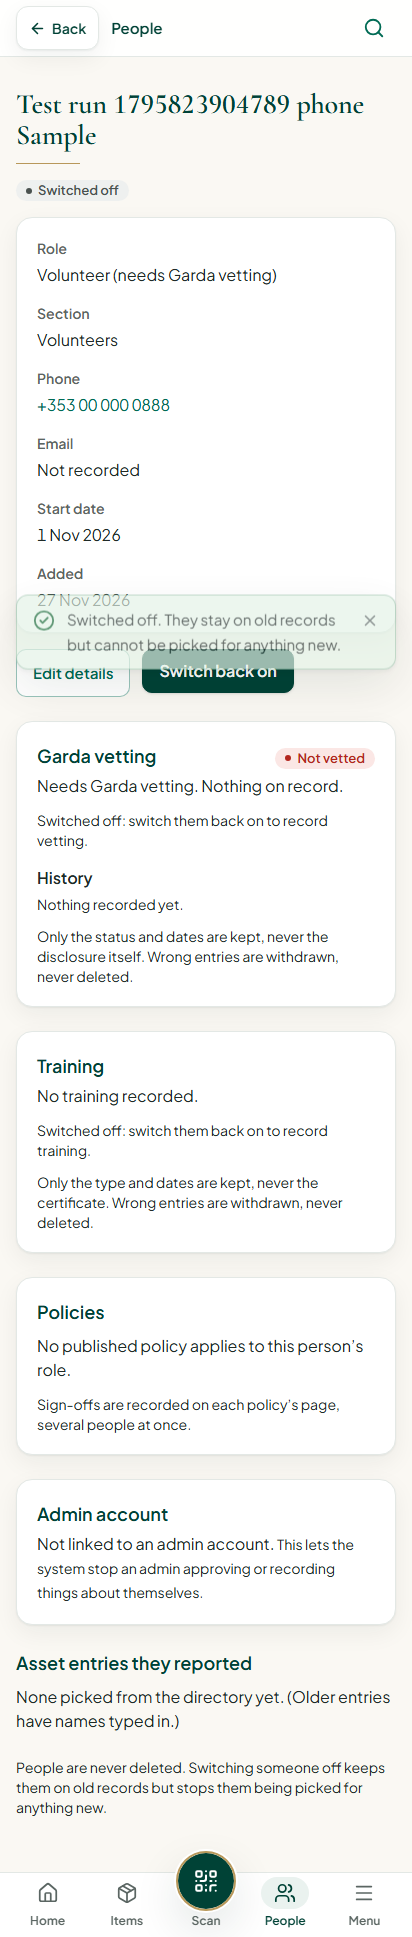 Back People
Test run 1795823904789 phone
Sample
Switched off
Role
Volunteer (needs Garda vetting)
Section
Volunteers
Phone
+353 00 000 0888
Email
Not recorded
Start date
1 Nov 2026
Added
27 Nov 2026
Switched off. They stay on old records
but cannot be picked for anything new.
Edit details Switch back on
Garda vetting Not vetted
Needs Garda vetting. Nothing on record.
Switched off: switch them back on to record
vetting.
History
Nothing recorded yet.
Only the status and dates are kept, never the
disclosure itself. Wrong entries are withdrawn,
never deleted.
Training
No training recorded.
Switched off: switch them back on to record
training.
Only the type and dates are kept, never the
certificate. Wrong entries are withdrawn, never
deleted.
Policies
No published policy applies to this person’s
role.
Sign-offs are recorded on each policy’s page,
several people at once.
Admin account
Not linked to an admin account. This lets the
system stop an admin approving or recording
things about themselves.
Asset entries they reported
None picked from the directory yet. (Older entries
have names typed in.)
People are never deleted. Switching someone off keeps
them on old records but stops them being picked for
anything new.
Home Items Scan People Menu